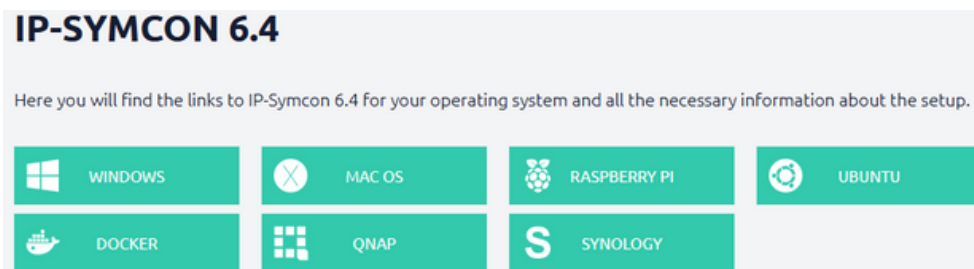 IP-SYMCON 6.4
Here you will find the links to IP-Symcon 6.4 for your operating system and all the necessary information about the setup.
WINDOWS
MAC OS
RASPBERRY PI
UBUNTU
DOCKER
QNAP
SYNOLOGY